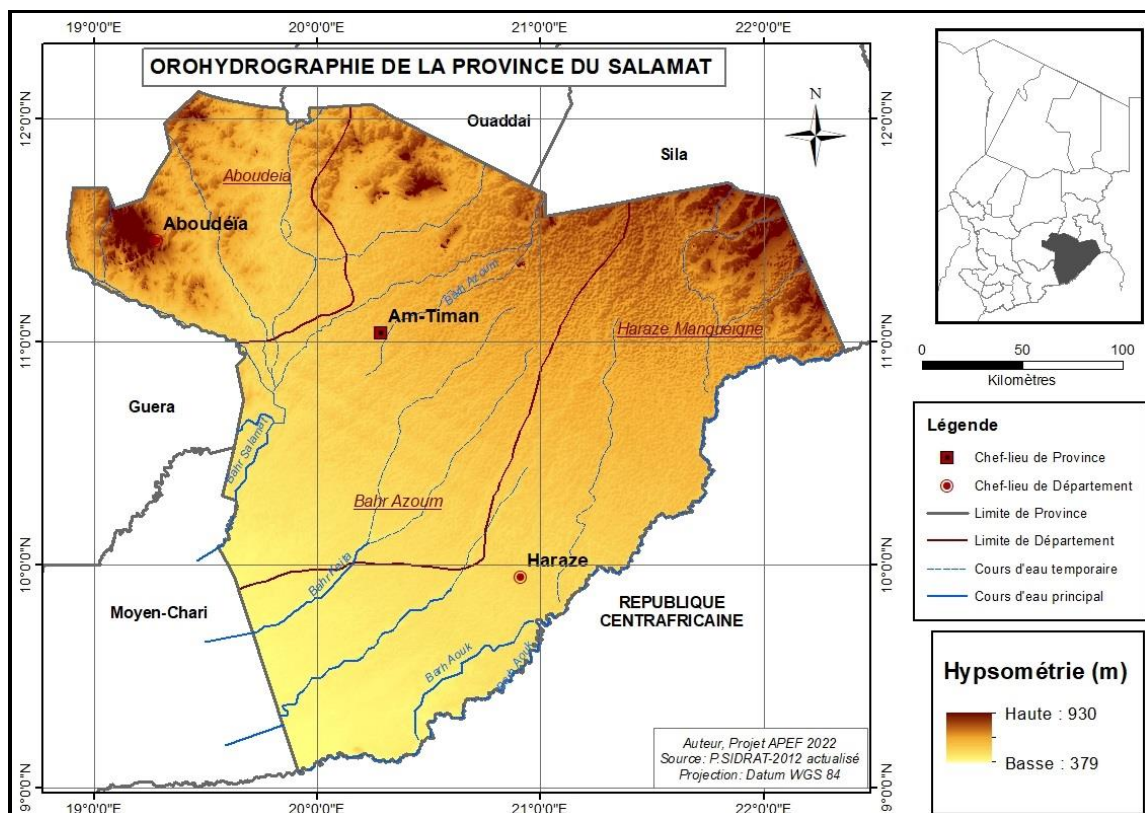 OROHYDROGRAPHIE DE LA PROVINCE DU SALAMAT
19°0'0"E
20°0'0"E
21°0'0"E
22°0'0"E
12°0'0"N
11°0'0"N
10°0'0"N
9°0'0"N
N
Ouaddai
Sila
Aboudeia
Aboudéïa
Barh Azoum
Am-Timan
Haraze Mangueigne
Guera
Bahr Salamat
Bahr Azoum
Bahr Keita
Haraze
Moyen-Chari
REPUBLIQUE
CENTRAFRICAINE
Barh Aouk
Barh Aouk
Auteur, Projet APEF 2022
Source: P.SIDRAT-2012 actualisé
Projection: Datum WGS 84
19°0'0"E
20°0'0"E
21°0'0"E
22°0'0"E
12°0'0"N
11°0'0"N
10°0'0"N
9°0'0"N
0
50
100
Kilomètres
Légende
Chef-lieu de Province
Chef-lieu de Département
Limite de Province
Limite de Département
Cours d'eau temporaire
Cours d'eau principal
Hypsométrie (m)
Haute : 930
Basse : 379